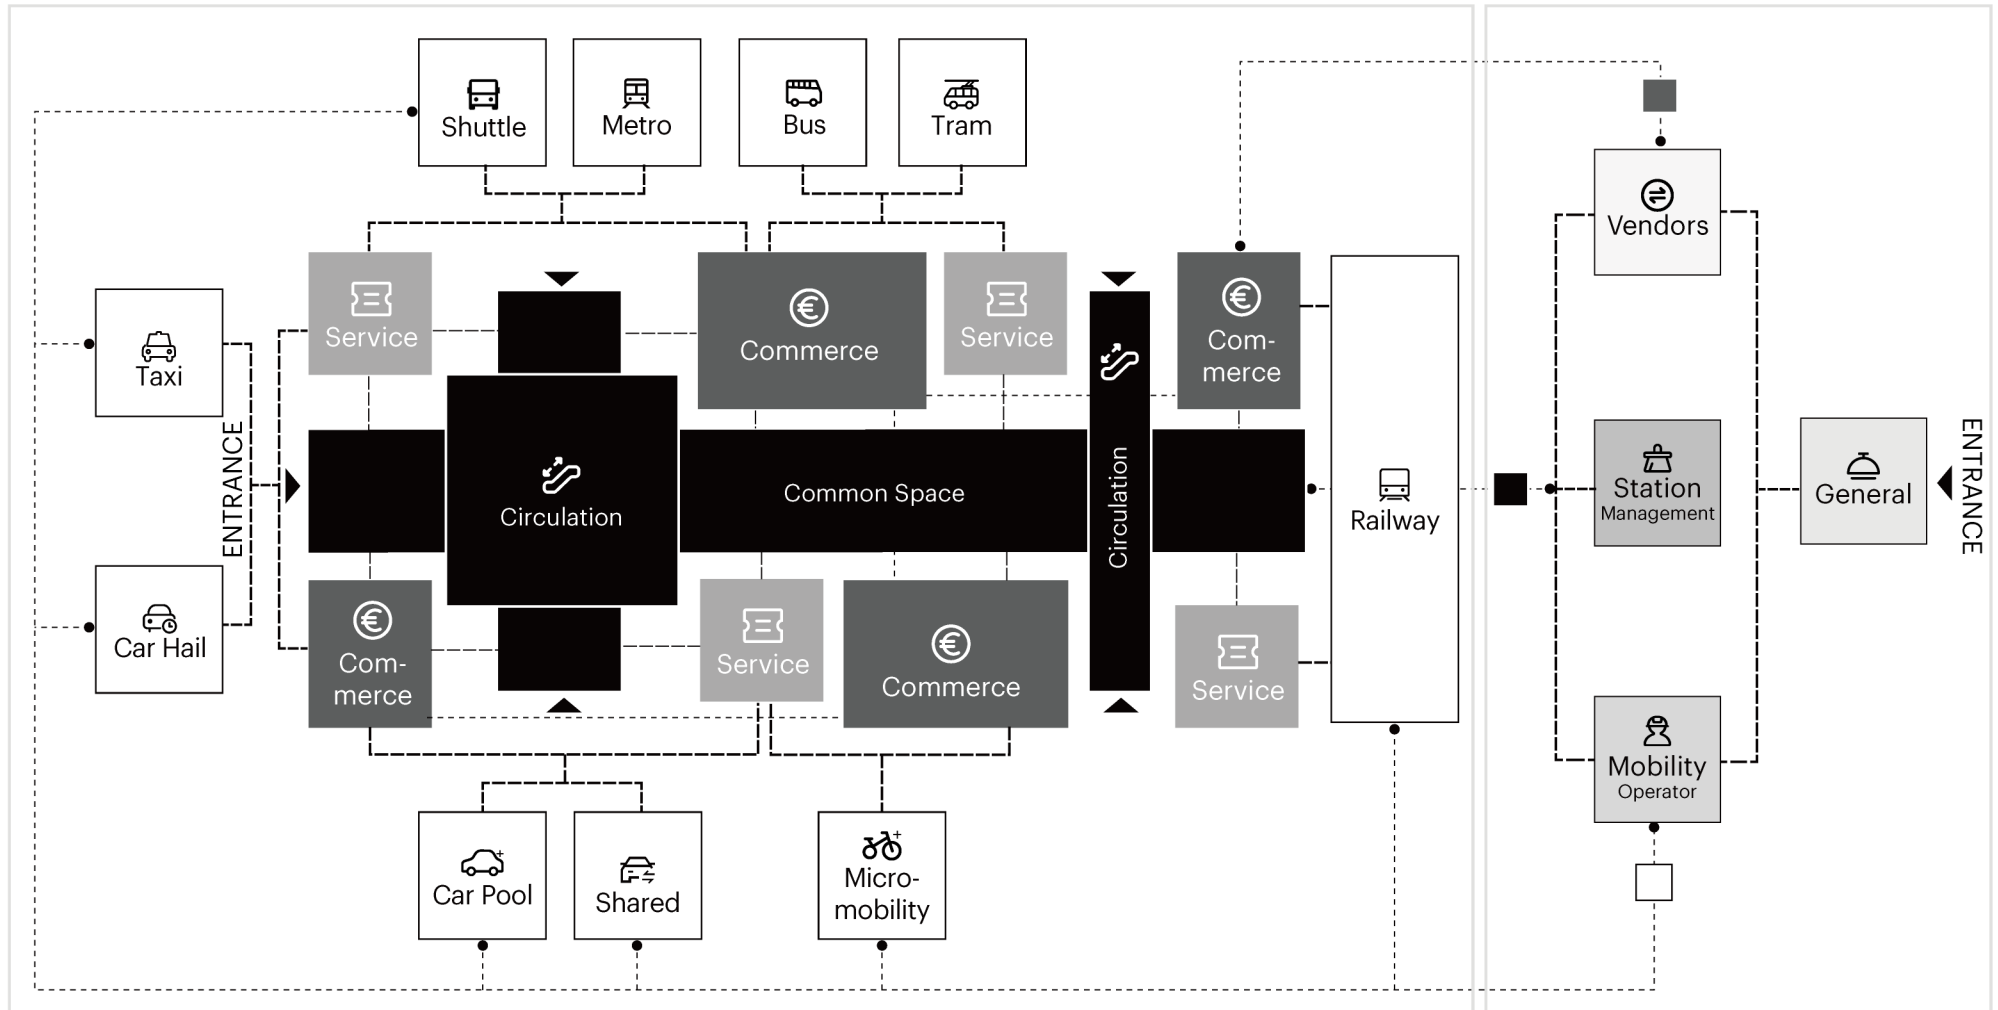 Shuttle
Metro
Bus
Tram
Vendors
Taxi
Service
Commerce
Service
Com-
merce
ENTRANCE
Circulation
Common Space
Circulation
Railway
Station
Management
General
ENTRANCE
Car Hail
Com-
merce
Service
Commerce
Service
Mobility
Operator
Car Pool
Shared
Micro-
mobility